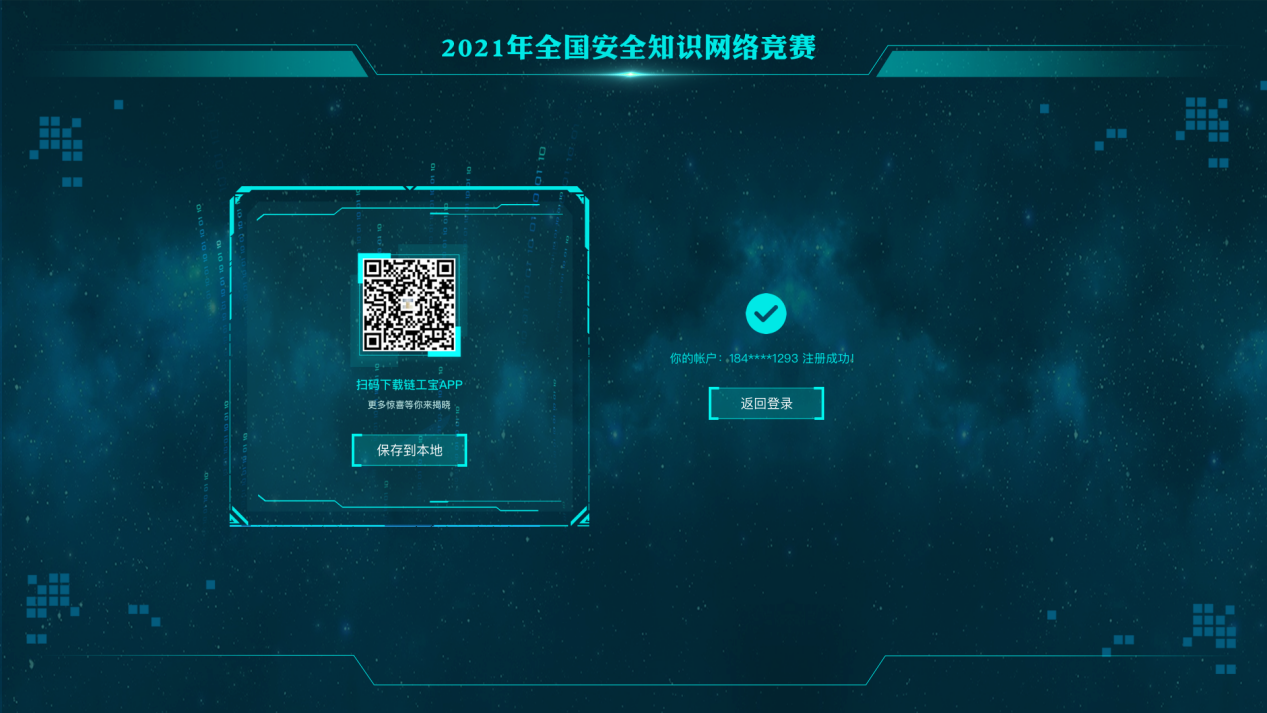 2021年全国安全知识网络竞赛
扫码下载链工宝APP
更多惊喜等你来揭晓
保存到本地
你的帐户：184****1293 注册成功！
返回登录